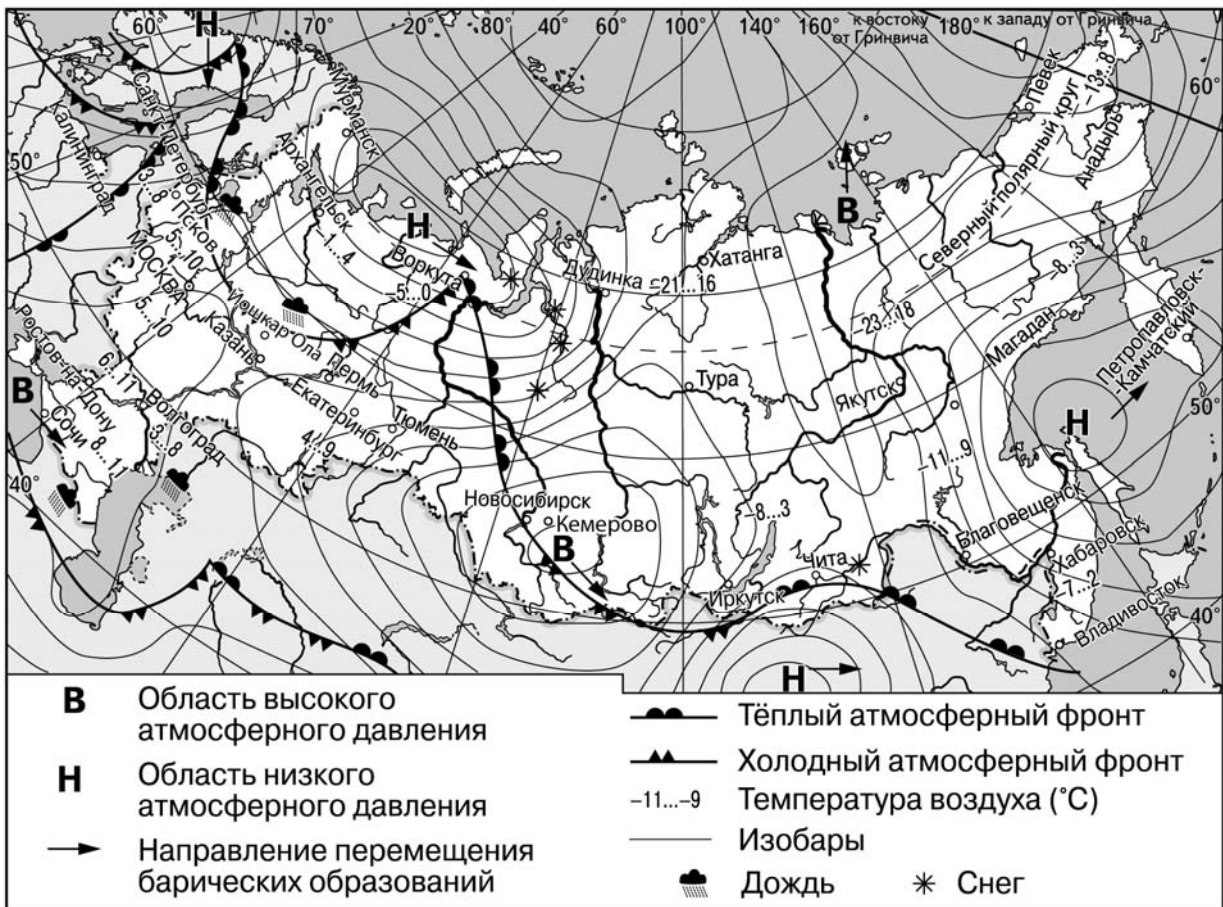 60°
Н
70°
70
20
80
40
60
100
140
160°
к востоку
от Гринвича
180°
к западу от Гринвича
60°
50°
Калининград
Санкт-Петербург
Мурманск
Архангельск
Певек
-13...-8
Анадырь
Северный полярный круг
В
3...8
Псков
5...10
МОСКВА
5...10
1...4
Н
Воркута
-5...0
Дудинка
-21...-16
Хатанга
-8...-3
-23...-18
Магадан
Петропавловск-
-Камчатский
Йошкар-Ола
Казань
Пермь
Тура
Якутск
50°
Н
Ростов-на-Дону
6...11
Волгоград
В
Сочи
8...11
3...8
Екатеринбург
4...9
Тюмень
-11...-9
40°
Новосибирск
Кемерово
В
-8...-3
Иркутск
Чита
Благовещенск
Хабаровск
-7...-2
Владивосток
40°
Н
В Область высокого
атмосферного давления
Н Область низкого
атмосферного давления
Направление перемещения
барических образований
Тёплый атмосферный фронт
Холодный атмосферный фронт
–11...–9 Температура воздуха (°С)
Изобары
Дождь
Снег